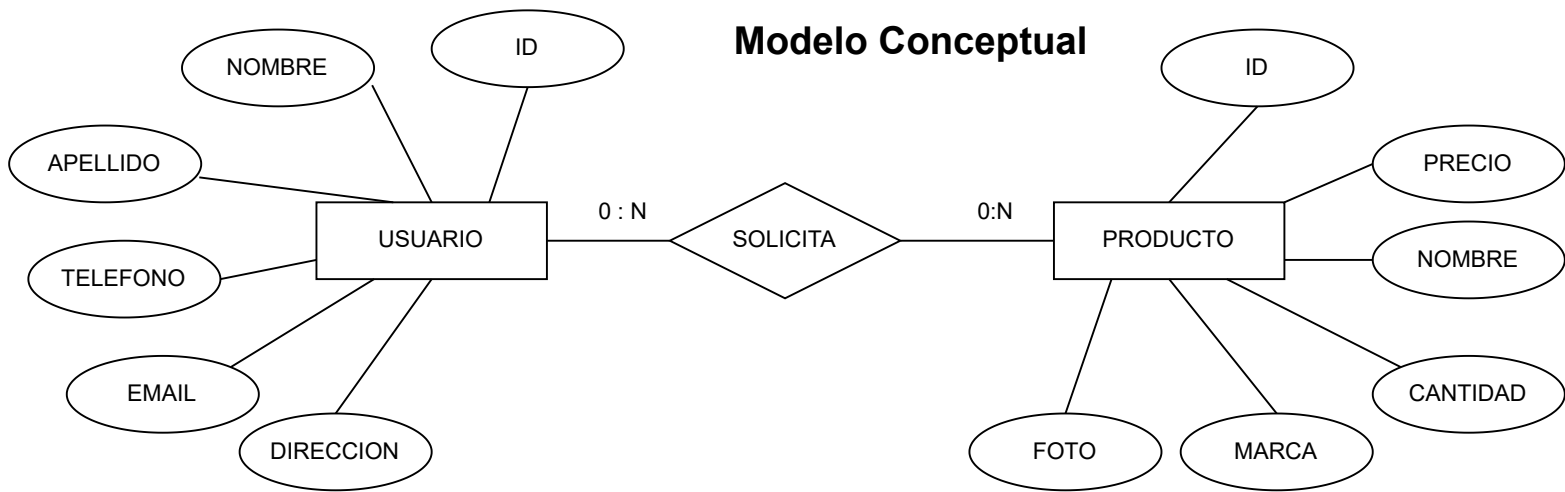 Modelo Conceptual
ID
NOMBRE
ID
APELLIDO
PRECIO
0 : N
0:N
USUARIO
SOLICITA
PRODUCTO
NOMBRE
TELEFONO
EMAIL
CANTIDAD
DIRECCION
FOTO
MARCA